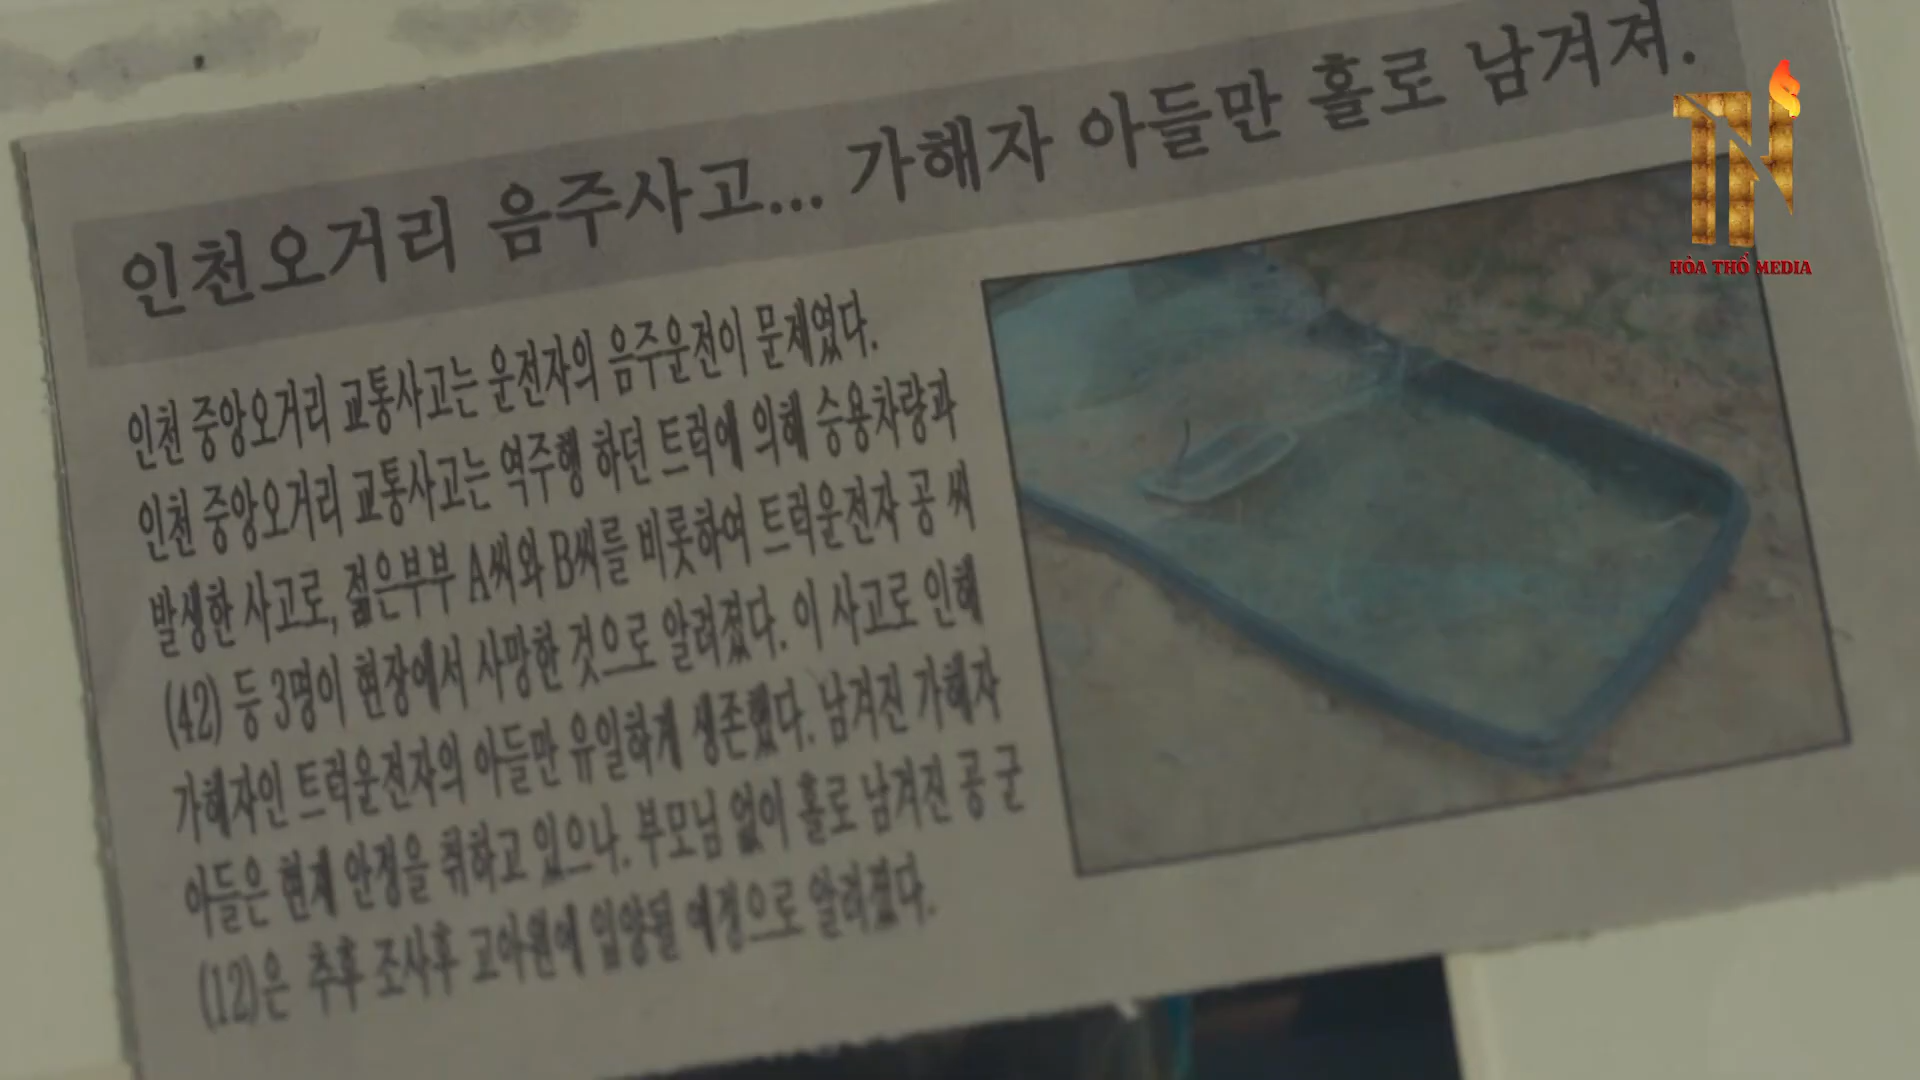 인천오거리 음주사고... 가해자 아들만 홀로 남겨져.
인천 중앙오거리 교통사고는 운전자의 음주운전이 문제였다.
인천 중앙오거리 교통사고는 역주행 하던 트럭에 의해 승용차량과
발생한 사고로, 젊은부부 A씨와 B씨를 비롯하여 트럭운전자 공 씨
(42) 등 3명이 현장에서 사망한 것으로 알려졌다. 이 사고로 인해
가해자인 트럭운전자의 아들만 유일하게 생존했다. 남겨진 가해자
아들은 현재 안정을 취하고 있으나. 부모님 없이 홀로 남겨진 공 군
(12)은 추후 조사후 고아원에 입양될 예정으로 알려졌다.
HỎA THỔ MEDIA